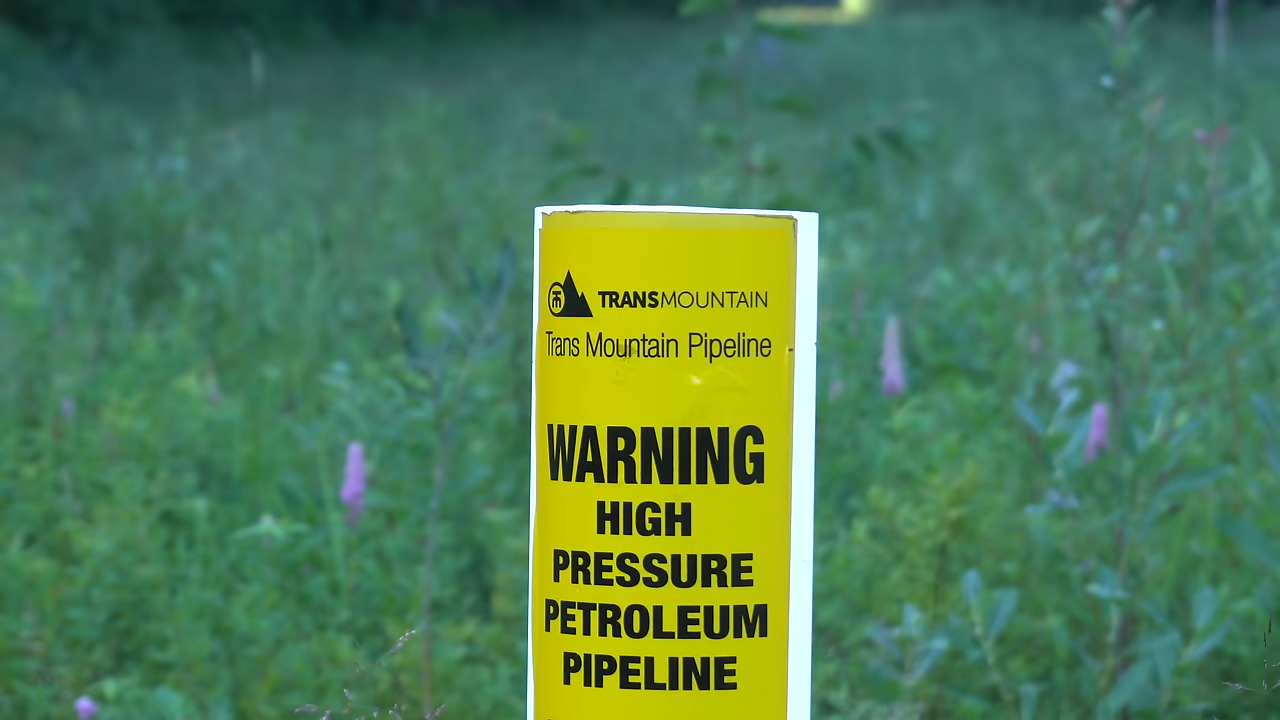 TRANSMOUNTAIN
Trans Mountain Pipeline
WARNING
HIGH
PRESSURE
PETROLEUM
PIPELINE